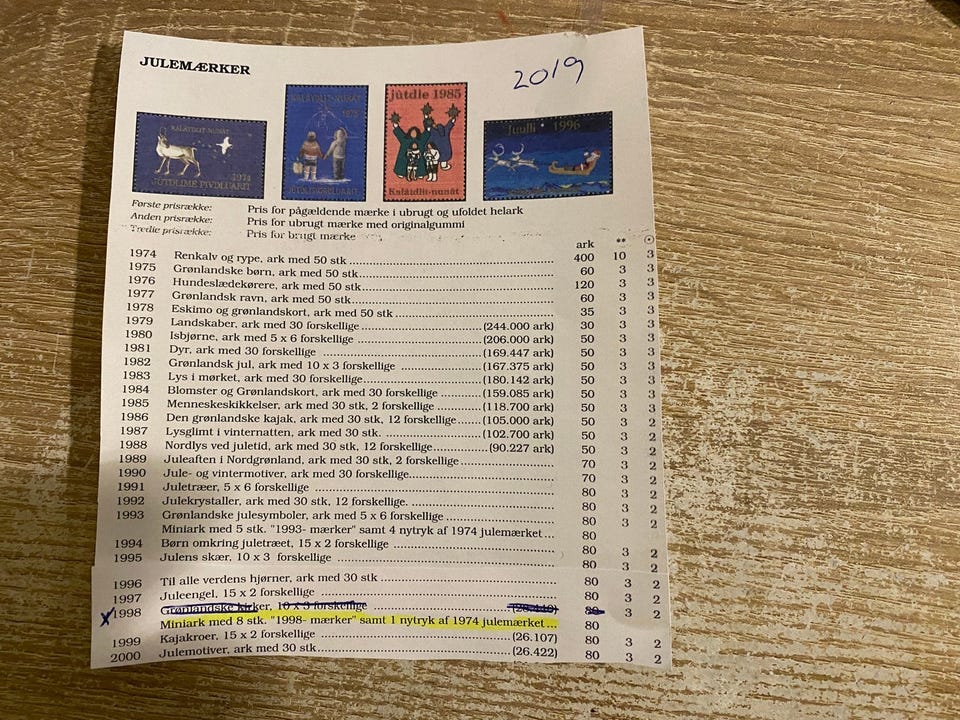 JULEMÆRKER
2019
KALÂTDLIT-NUNÂT
1974
JUTDLIME PIVDLUARIT
KALÂTDLIT-NUNÂT
jutdle 1985
Kalâtdlit-nunât
Juulli 1996
Første prisrække: Pris for pågældende mærke i ubrugt og ufoldet helark
Anden prisrække: Pris for ubrugt mærke med originalgummi
Tredie prisrække: Pris for brugt mærke
ark ** ⊙
1974 Renkalv og rype, ark med 50 stk 400 10 3
1975 Grønlandske børn, ark med 50 stk 60 3 3
1976 Hundeslædekørere, ark med 50 stk 120 3 3
1977 Grønlandsk ravn, ark med 50 stk 60 3 3
1978 Eskimo og grønlandskort, ark med 50 stk 35 3 3
1979 Landskaber, ark med 30 forskellige (244.000 ark) 30 3 3
1980 Isbjørne, ark med 5 x 6 forskellige (206.000 ark) 50 3 3
1981 Dyr, ark med 30 forskellige (169.447 ark) 50 3 3
1982 Grønlandsk jul, ark med 10 x 3 forskellige (167.375 ark) 50 3 3
1983 Lys i mørket, ark med 30 forskellige (180.142 ark) 50 3 3
1984 Blomster og Grønlandskort, ark med 30 forskellige (159.085 ark) 50 3 3
1985 Menneskeskikkelser, ark med 30 stk, 2 forskellige (118.700 ark) 50 3 3
1986 Den grønlandske kajak, ark med 30 stk, 12 forskellige (105.000 ark) 50 3 2
1987 Lysglimt i vinternatten, ark med 30 stk. (102.700 ark) 50 3 2
1988 Nordlys ved juletid, ark med 30 stk, 12 forskellige (90.227 ark) 50 3 2
1989 Juleaften i Nordgrønland, ark med 30 stk, 2 forskellige 70 3 2
1990 Jule- og vintermotiver, ark med 30 forskellige 70 3 2
1991 Juletræer, 5 x 6 forskellige 80 3 2
1992 Julekrystaller, ark med 30 stk, 12 forskellige. 80 3 2
1993 Grønlandske julesymboler, ark med 5 x 6 forskellige 80 3 2
Miniark med 5 stk. "1993- mærker" samt 4 nytryk af 1974 julemærket 80
1994 Børn omkring juletræet, 15 x 2 forskellige 80 3 2
1995 Julens skær, 10 x 3 forskellige 80 3 2
1996 Til alle verdens hjørner, ark med 30 stk 80 3 2
1997 Juleengel, 15 x 2 forskellige 80 3 2
X 1998 Grønlandske kirker, 10 x 3 forskellige 80 3 2
Miniark med 8 stk. "1998- mærker" samt 1 nytryk af 1974 julemærket 80
1999 Kajakroer, 15 x 2 forskellige (26.107) 80 3 2
2000 Julemotiver, ark med 30 stk (26.422) 80 3 2